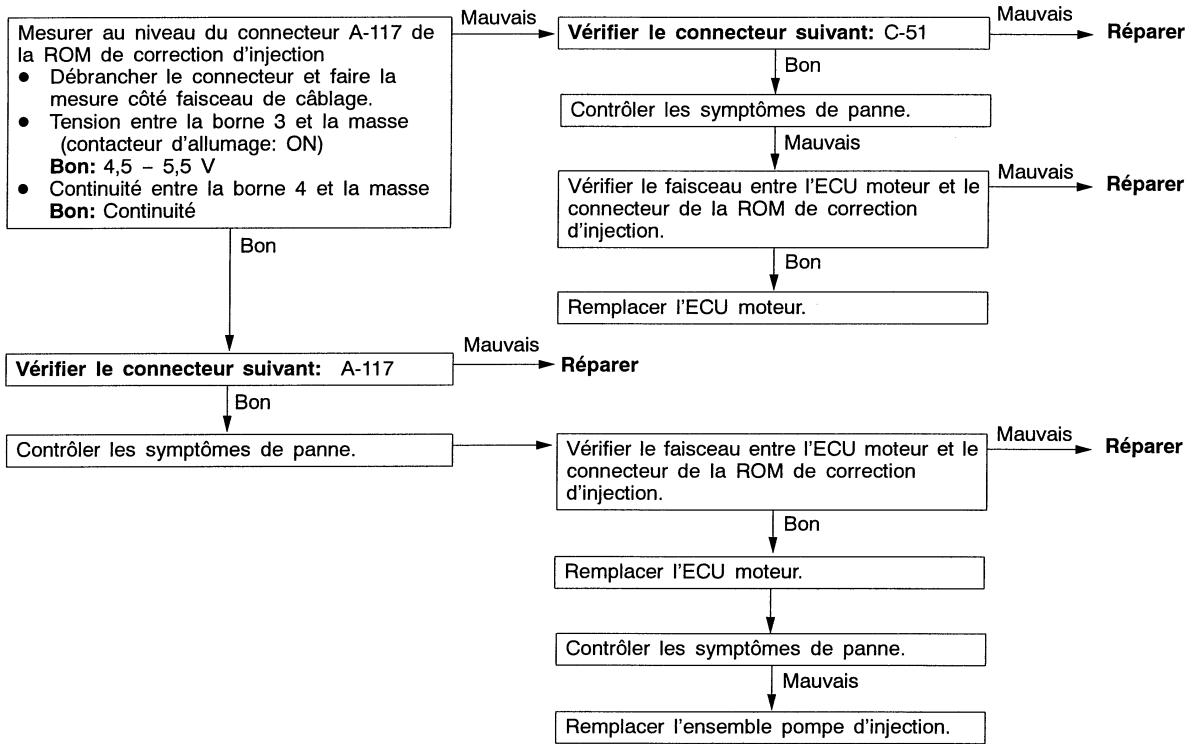 Mesurer au niveau du connecteur A-117 de
la ROM de correction d'injection
● Débrancher le connecteur et faire la
mesure côté faisceau de câblage.
● Tension entre la borne 3 et la masse
(contacteur d'allumage: ON)
Bon: 4,5 – 5,5 V
● Continuité entre la borne 4 et la masse
Bon: Continuité
Mauvais
Vérifier le connecteur suivant: C-51
Mauvais
Réparer
Bon
Contrôler les symptômes de panne.
Mauvais
Vérifier le faisceau entre l'ECU moteur et le
connecteur de la ROM de correction
d'injection.
Mauvais
Réparer
Bon
Remplacer l'ECU moteur.
Bon
Vérifier le connecteur suivant: A-117
Mauvais
Réparer
Bon
Contrôler les symptômes de panne.
Vérifier le faisceau entre l'ECU moteur et le
connecteur de la ROM de correction
d'injection.
Mauvais
Réparer
Bon
Remplacer l'ECU moteur.
Contrôler les symptômes de panne.
Mauvais
Remplacer l'ensemble pompe d'injection.